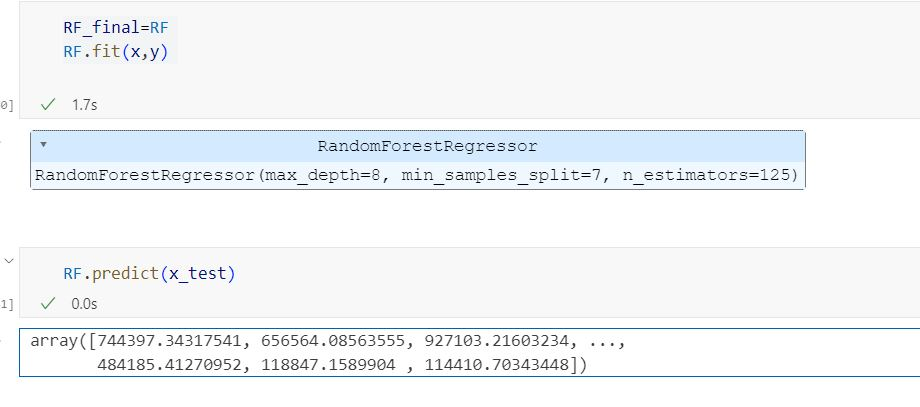 RF_final=RF
RF.fit(x,y)
0]
1.7s
RandomForestRegressor
RandomForestRegressor(max_depth=8, min_samples_split=7, n_estimators=125)
RF.predict(x_test)
1]
0.0s
array([744397.34317541, 656564.08563555, 927103.21603234, ...,
484185.41270952, 118847.1589904 , 114410.70343448])